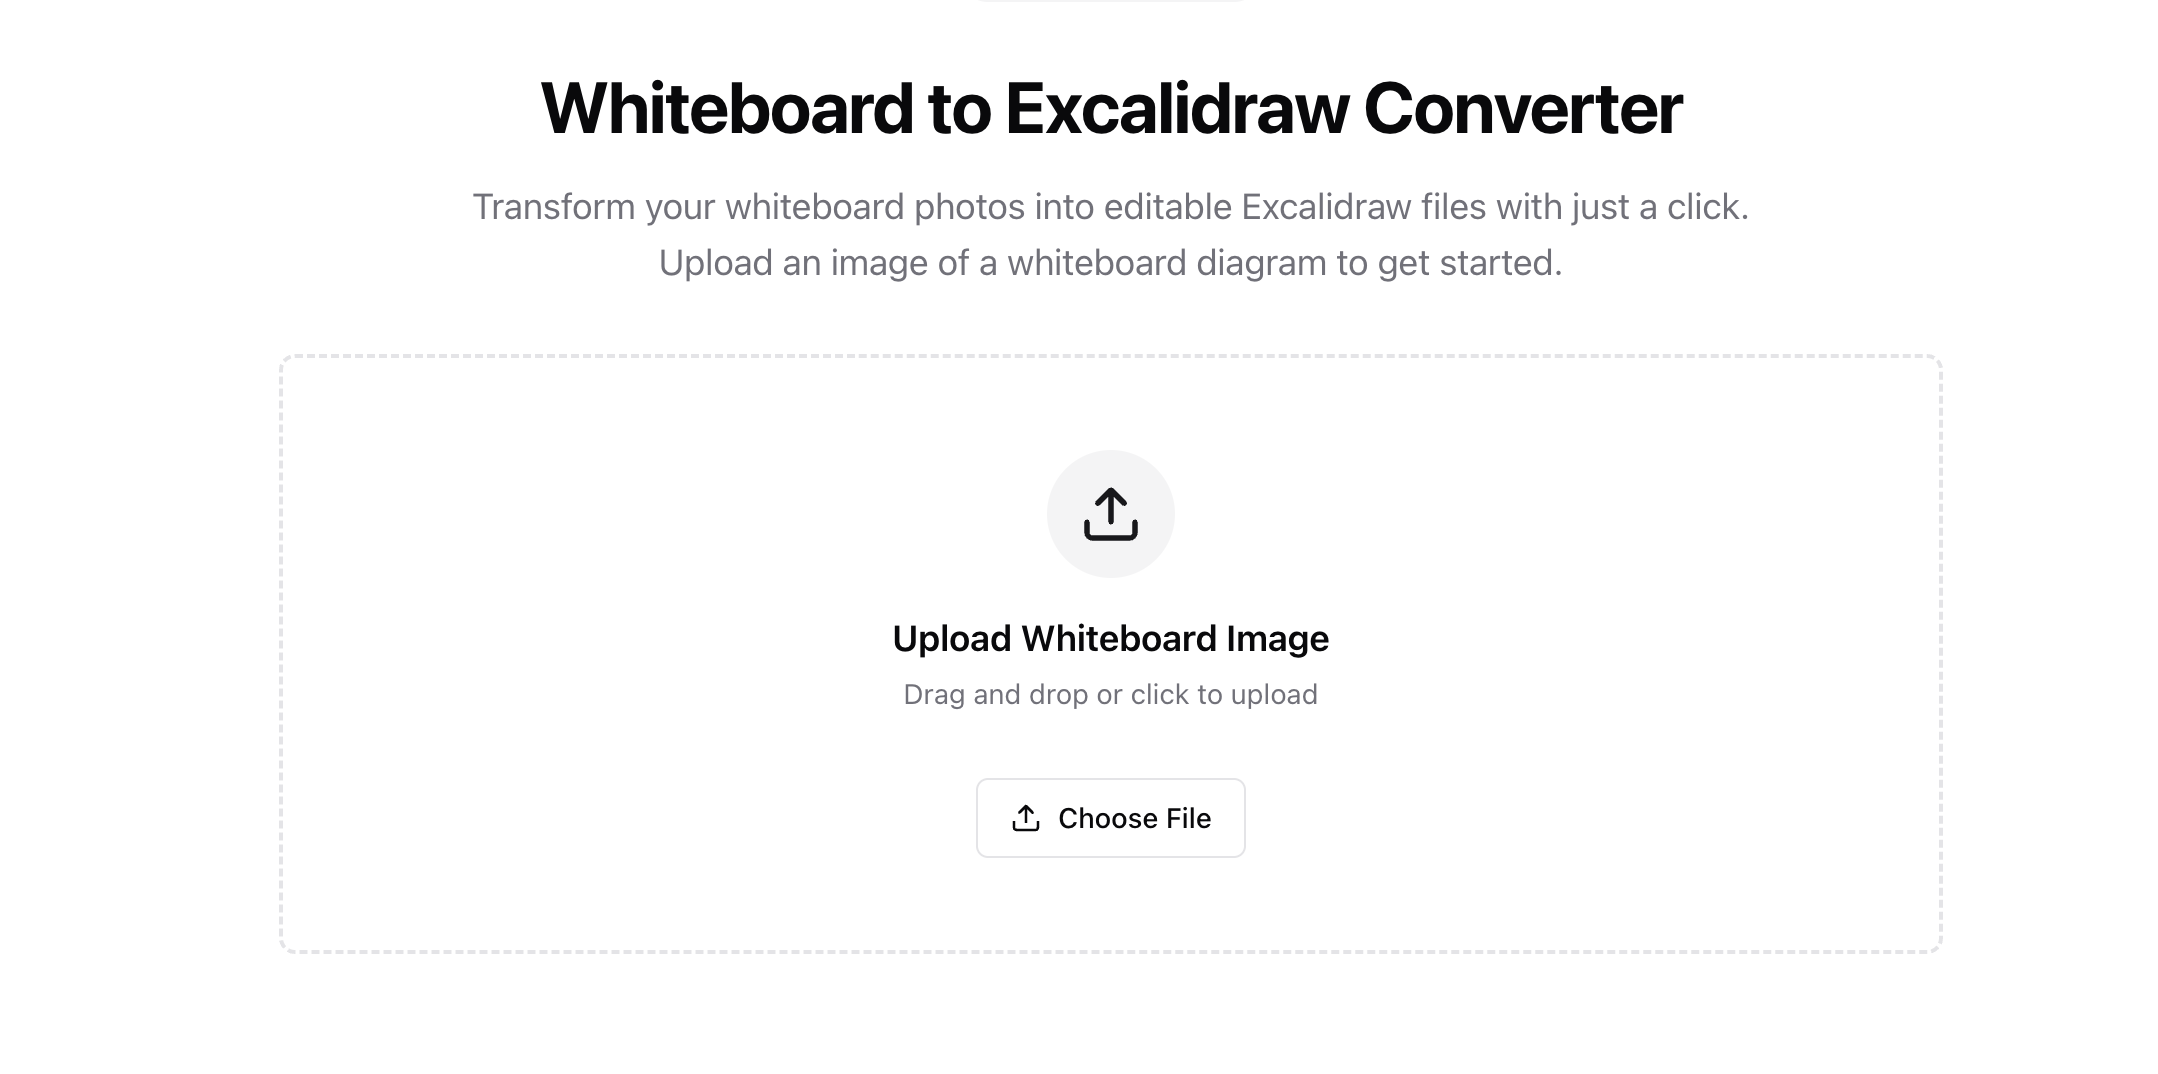 Whiteboard to Excalidraw Converter
Transform your whiteboard photos into editable Excalidraw files with just a click.
Upload an image of a whiteboard diagram to get started.
Upload Whiteboard Image
Drag and drop or click to upload
Choose File